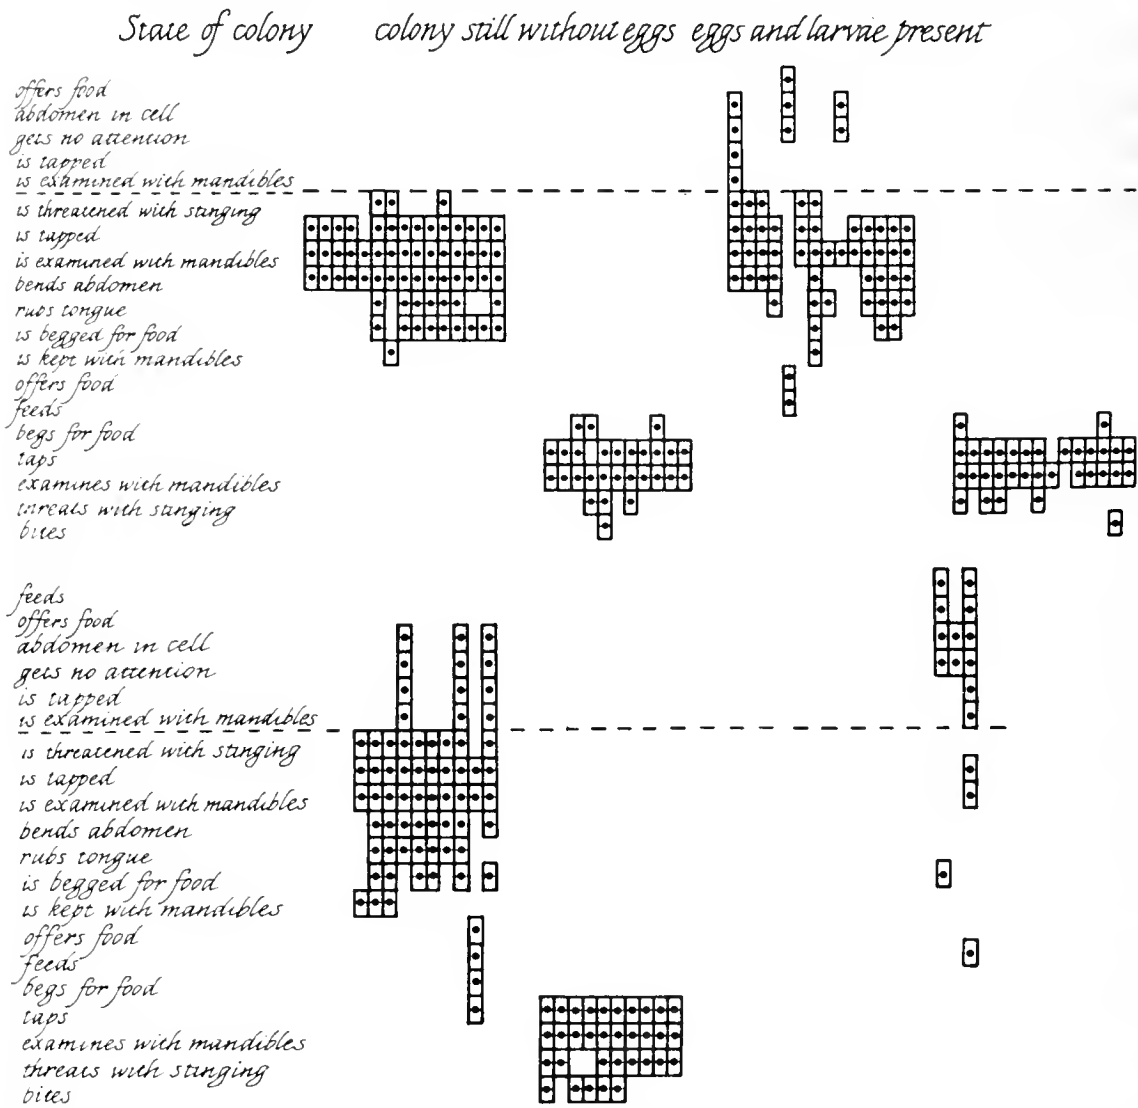 State of colony colony still without eggs eggs and larvae present
offers food
abdomen in cell
gets no attention
is tapped
is examined with mandibles
is threatened with stinging
is tapped
is examined with mandibles
bends abdomen
rubs tongue
is begged for food
is kept with mandibles
offers food
feeds
begs for food
taps
examines with mandibles
threats with stinging
bites
feeds
offers food
abdomen in cell
gets no attention
is tapped
is examined with mandibles
is threatened with stinging
is tapped
is examined with mandibles
bends abdomen
rubs tongue
is begged for food
is kept with mandibles
offers food
feeds
begs for food
taps
examines with mandibles
threats with stinging
bites